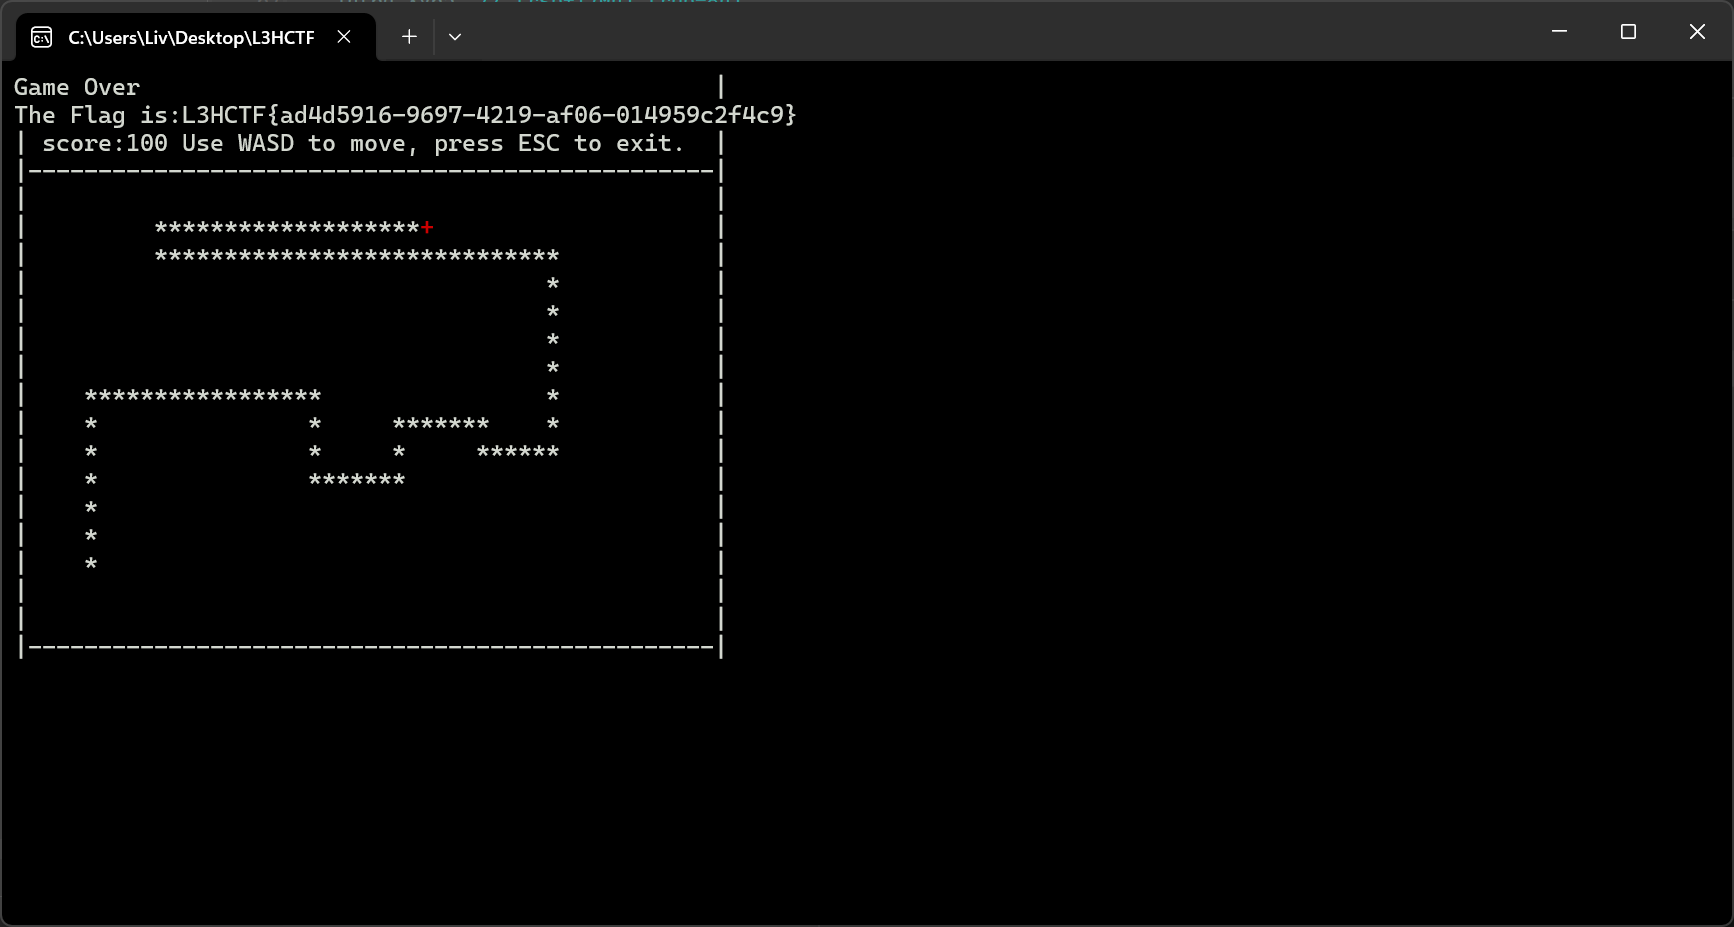 C:\Users\Liv\Desktop\L3HCTF
Game Over
The Flag is:L3HCTF{ad4d5916-9697-4219-af06-014959c2f4c9}
score:100 Use WASD to move, press ESC to exit.